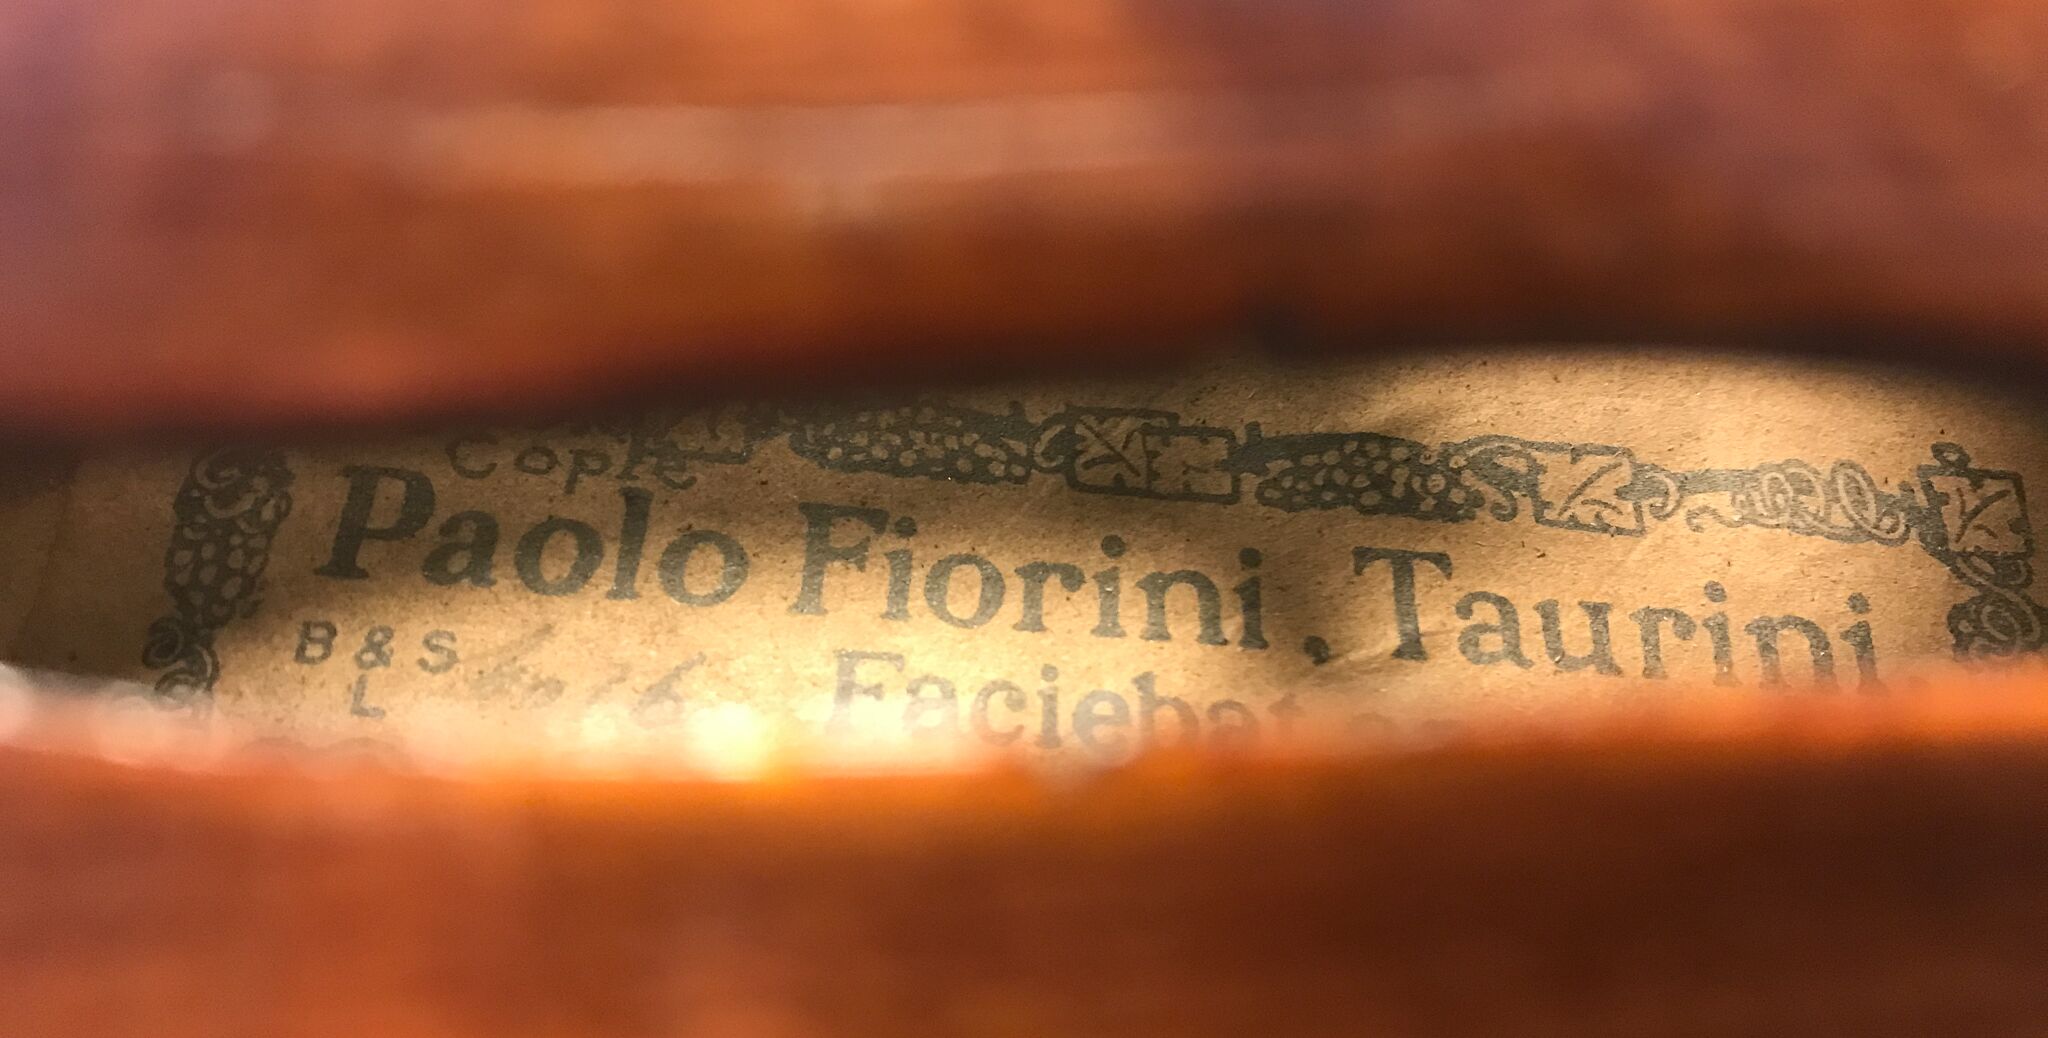 Copie
Paolo Fiorini, Taurini
B & S
L
Faciebat